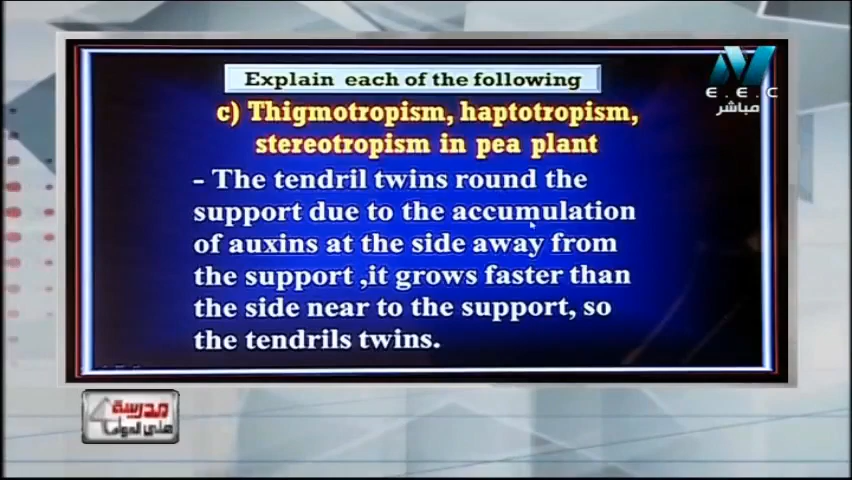 Explain each of the following
E . E . C
مباشر
c) Thigmotropism, haptotropism,
stereotropism in pea plant
- The tendril twins round the
support due to the accumulation
of auxins at the side away from
the support ,it grows faster than
the side near to the support, so
the tendrils twins.
مدرسة
على الهواء